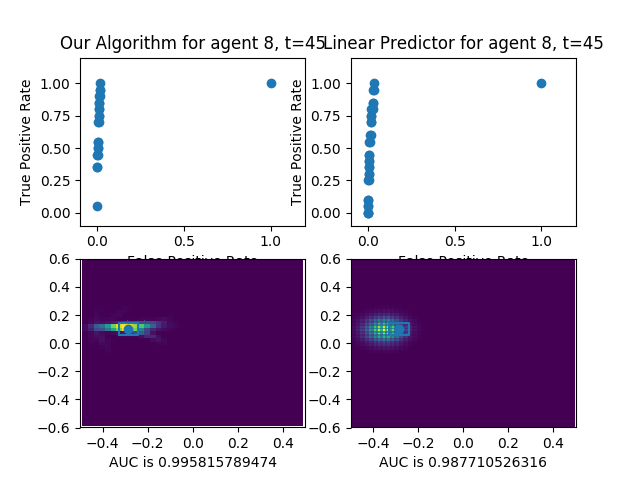 Our Algorithm for agent 8, t=45
Linear Predictor for agent 8, t=45
True Positive Rate
1.00
0.75
0.50
0.25
0.00
0.0 0.5 1.0
False Positive Rate
True Positive Rate
1.00
0.75
0.50
0.25
0.00
0.0 0.5 1.0
False Positive Rate
0.6
0.4
0.2
0.0
−0.2
−0.4
−0.6
−0.4 −0.2 0.0 0.2 0.4
AUC is 0.995815789474
0.6
0.4
0.2
0.0
−0.2
−0.4
−0.6
−0.4 −0.2 0.0 0.2 0.4
AUC is 0.987710526316